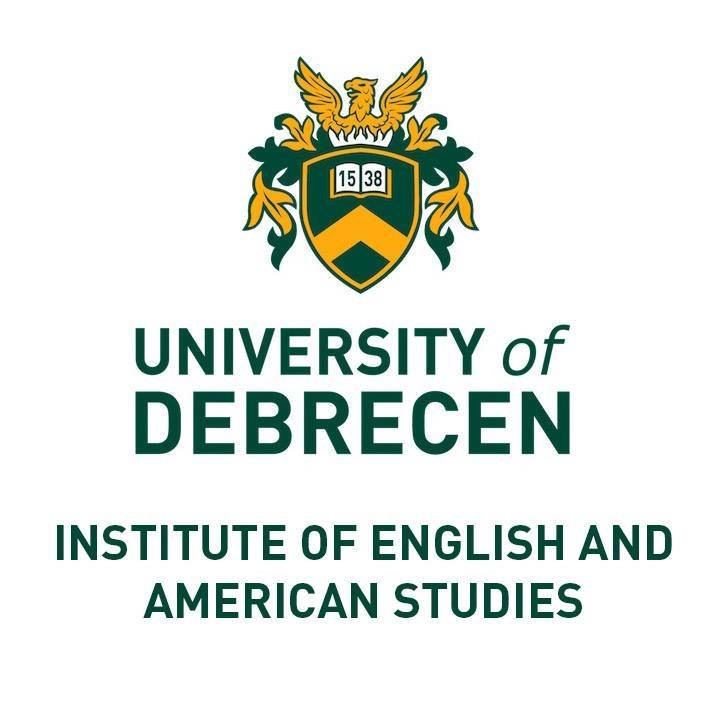 15 38
UNIVERSITY of
DEBRECEN
INSTITUTE OF ENGLISH AND
AMERICAN STUDIES